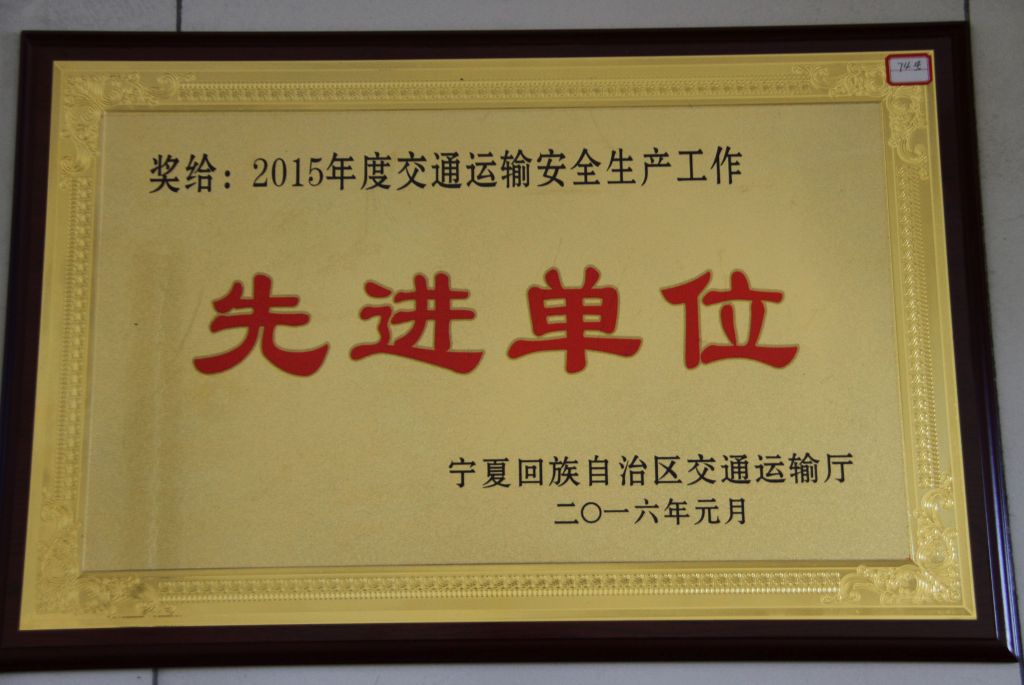 奖给：2015年度交通运输安全生产工作
先进单位
宁夏回族自治区交通运输厅
二〇一六年元月